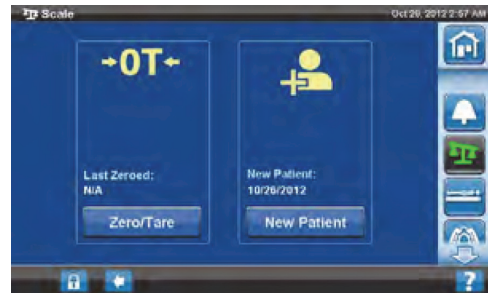 Scale
Oct 29, 2012 2:57 AM
→0T←
Last Zeroed:
N/A
Zero/Tare
New Patient:
10/26/2012
New Patient
?